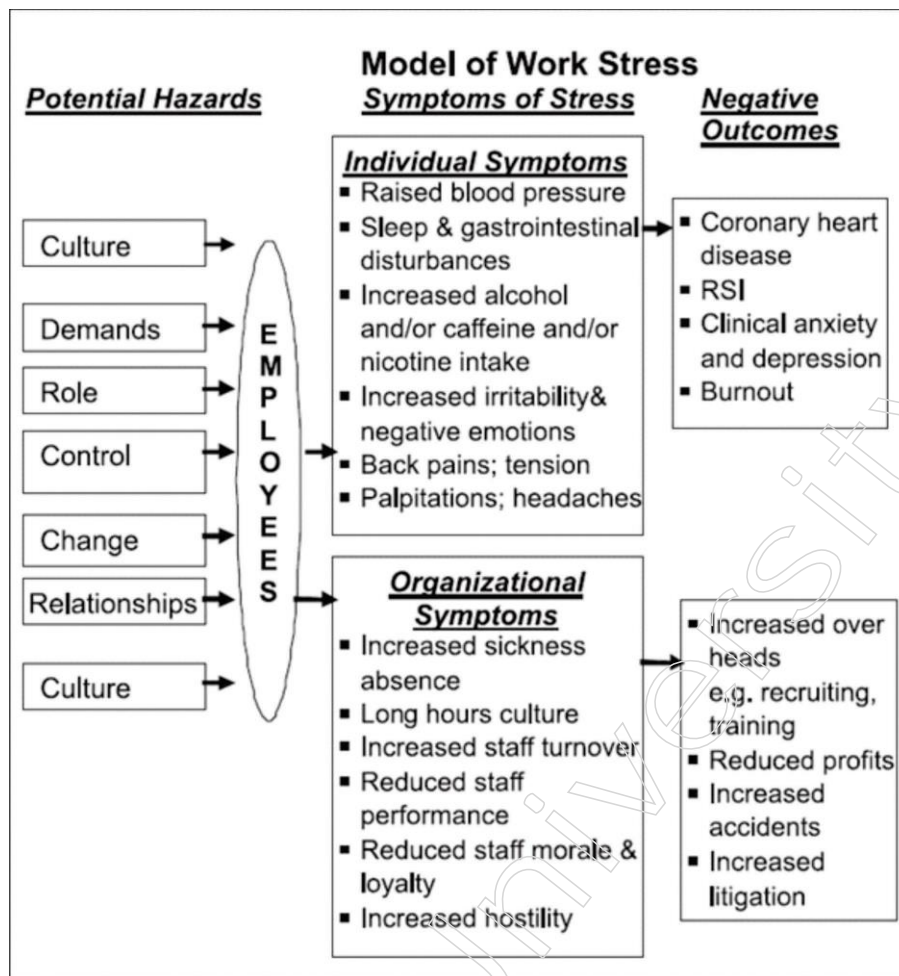 Model of Work Stress
Potential Hazards
Symptoms of Stress
Negative
Outcomes
Culture
Demands
Role
Control
Change
Relationships
Culture
EMPLOYEES
Individual Symptoms
▪ Raised blood pressure
▪ Sleep & gastrointestinal
disturbances
▪ Increased alcohol
and/or caffeine and/or
nicotine intake
▪ Increased irritability&
negative emotions
▪ Back pains; tension
▪ Palpitations; headaches
▪ Coronary heart
disease
▪ RSI
▪ Clinical anxiety
and depression
▪ Burnout
Organizational
Symptoms
▪ Increased sickness
absence
▪ Long hours culture
▪ Increased staff turnover
▪ Reduced staff
performance
▪ Reduced staff morale &
loyalty
▪ Increased hostility
▪ Increased over
heads
e.g. recruiting,
training
▪ Reduced profits
▪ Increased
accidents
▪ Increased
litigation
University